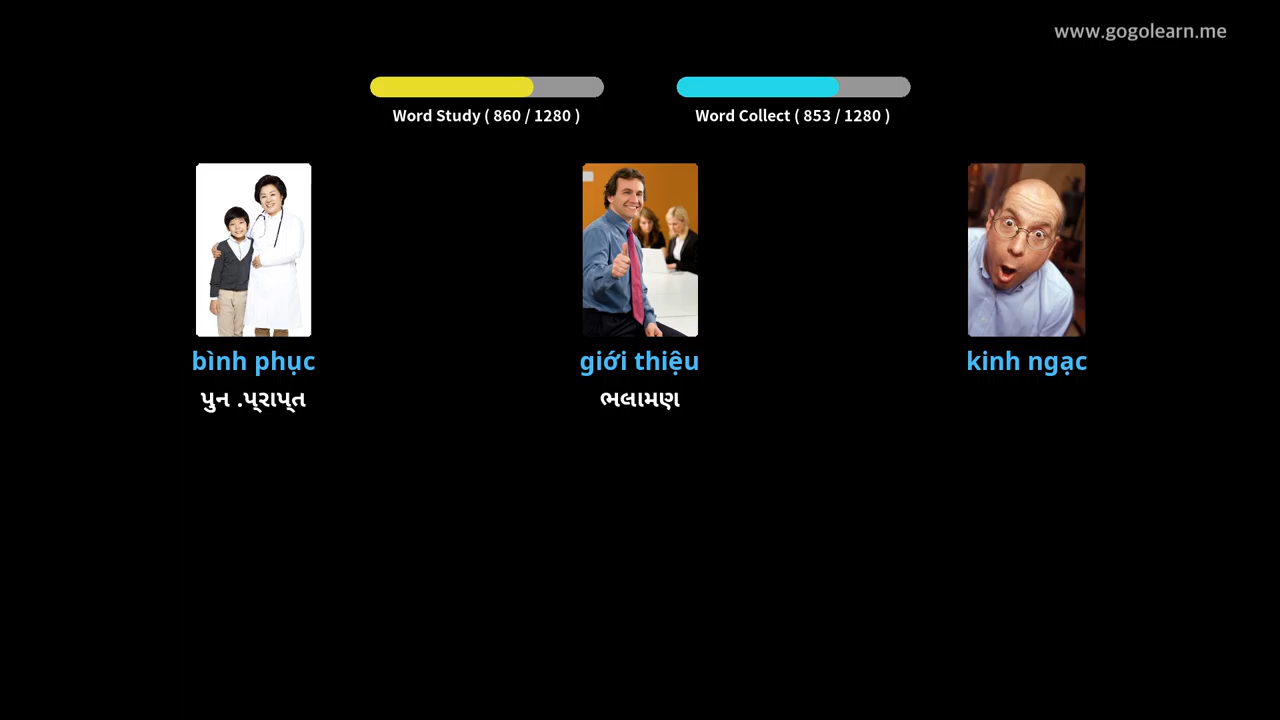 www.gogolearn.me
Word Study ( 860 / 1280 )
Word Collect ( 853 / 1280 )
bình phục
giới thiệu
kinh ngạc
પુન .પ્રાપ્ત
ભલામણ